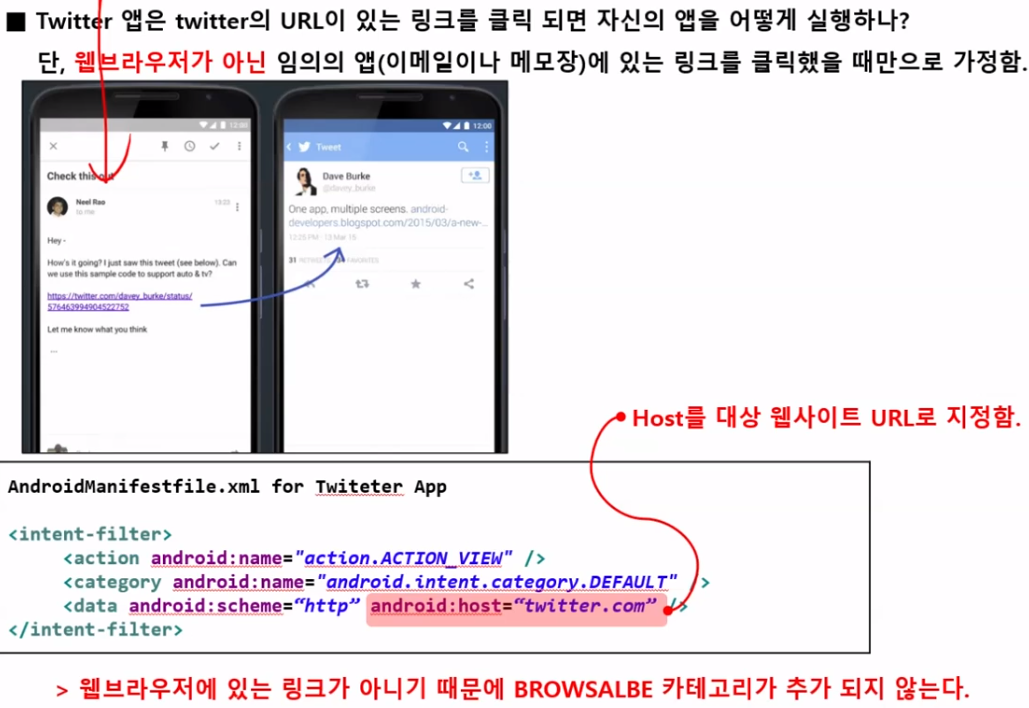 ■ Twitter 앱은 twitter의 URL이 있는 링크를 클릭 되면 자신의 앱을 어떻게 실행하나?
단, 웹브라우저가 아닌 임의의 앱(이메일이나 메모장)에 있는 링크를 클릭했을 때만으로 가정함.
12:00
Check this out
Neel Rao
to me
Hey -
How's it going? I just saw this tweet (see below). Can
we use this sample code to support auto & tv?
https://twitter.com/davey_burke/status/
576463994904522752
Let me know what you think
...
12:00
Tweet
Dave Burke
@davey_burke
One app, multiple screens. android-
developers.blogspot.com/2015/03/a-new-...
12:25 PM · 13 Mar 15
31 FAVORITES
Host를 대상 웹사이트 URL로 지정함.
AndroidManifestfile.xml for Twiteter App
<intent-filter>
<action android:name="action.ACTION_VIEW" />
<category android:name="android.intent.category.DEFAULT" />
<data android:scheme=“http” android:host=“twitter.com” />
</intent-filter>
> 웹브라우저에 있는 링크가 아니기 때문에 BROWSALBE 카테고리가 추가 되지 않는다.